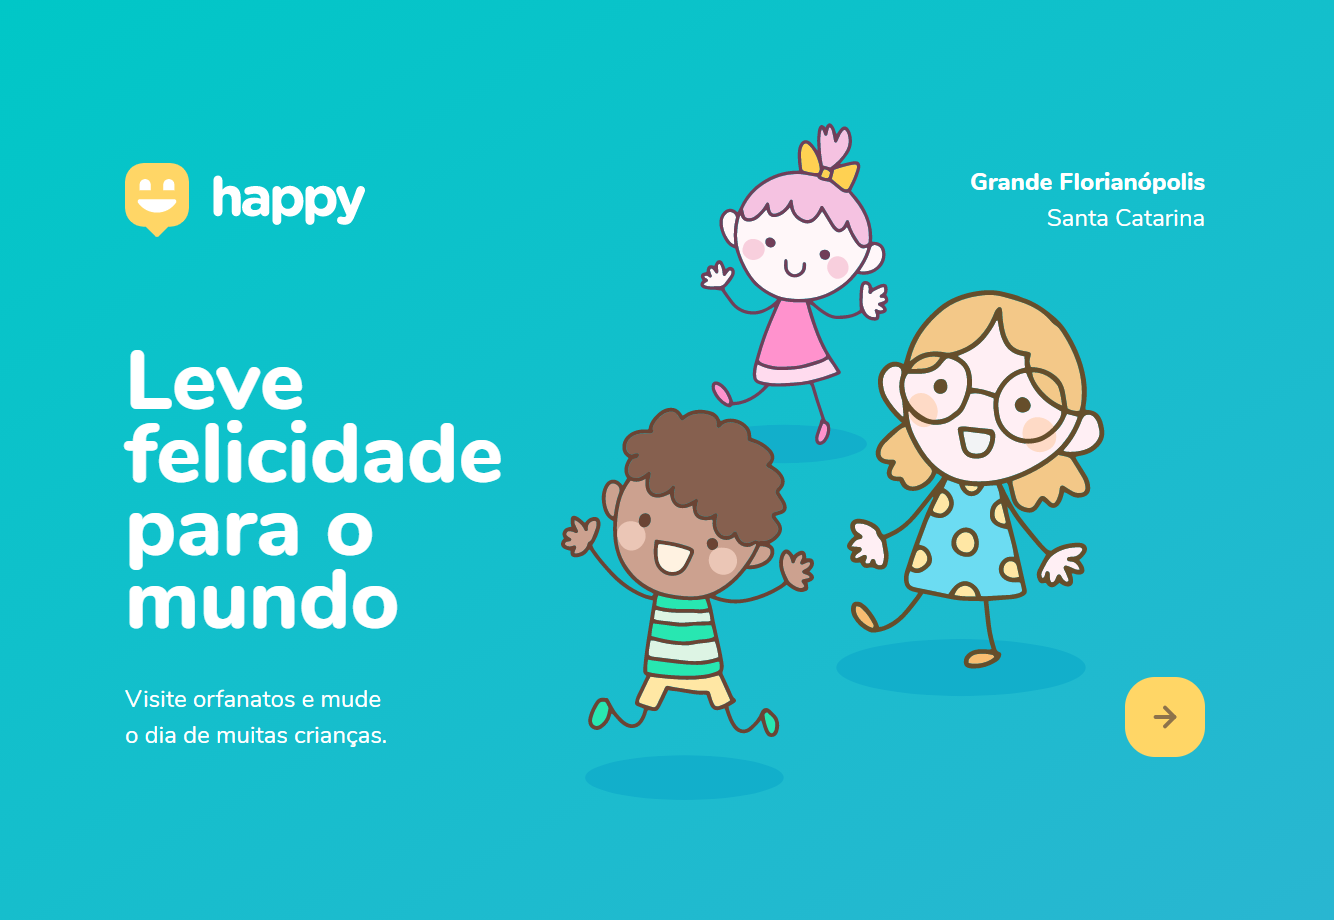 happy
Grande Florianópolis
Santa Catarina
Leve
felicidade
para o
mundo
Visite orfanatos e mude
o dia de muitas crianças.